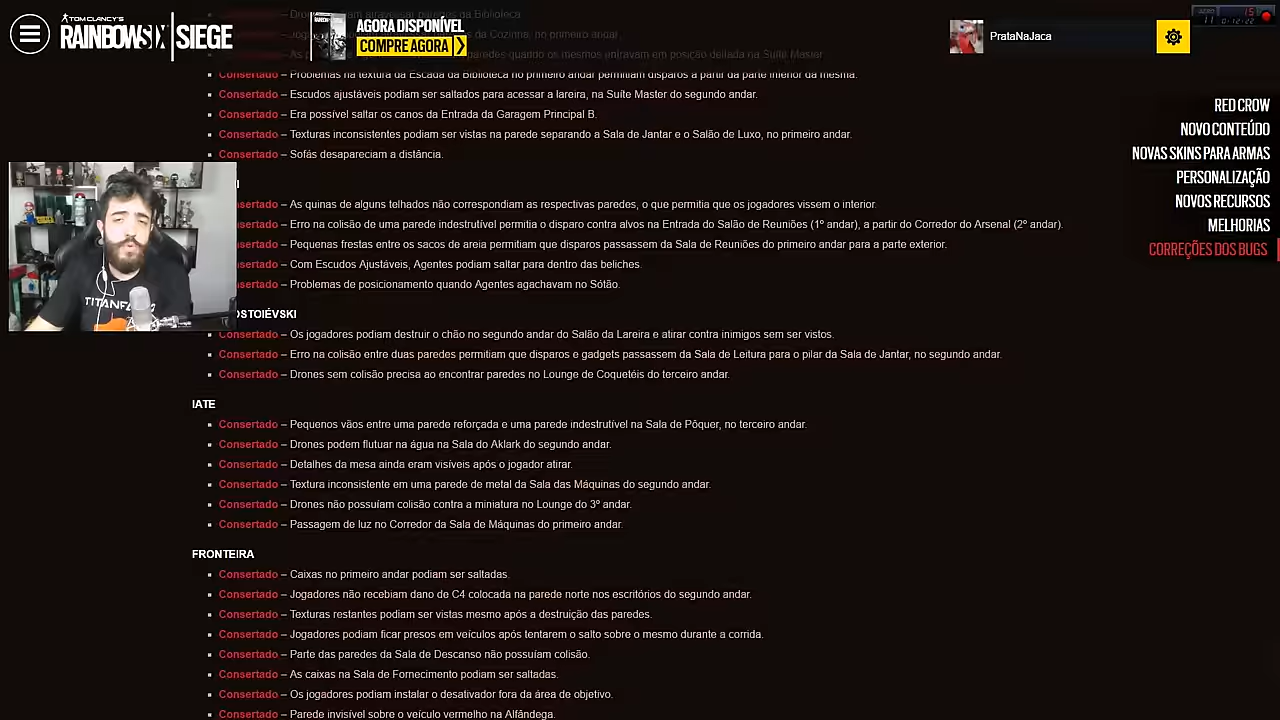 TOM CLANCY'S
RAINBOWSIX | SIEGE
AGORA DISPONÍVEL
COMPRE AGORA
PrataNaJaca
Consertado – Problemas na textura da Escada da Biblioteca no primeiro andar permitiam disparos a partir da parte inferior da mesma.
Consertado – Escudos ajustáveis podiam ser saltados para acessar a lareira, na Suíte Master do segundo andar.
Consertado – Era possível saltar os canos da Entrada da Garagem Principal B.
Consertado – Texturas inconsistentes podiam ser vistas na parede separando a Sala de Jantar e o Salão de Luxo, no primeiro andar.
Consertado – Sofás desapareciam a distância.
RED CROW
NOVO CONTEÚDO
NOVAS SKINS PARA ARMAS
PERSONALIZAÇÃO
NOVOS RECURSOS
MELHORIAS
CORREÇÕES DOS BUGS
sertado – As quinas de alguns telhados não correspondiam as respectivas paredes, o que permitia que os jogadores vissem o interior.
sertado – Erro na colisão de uma parede indestrutível permitia o disparo contra alvos na Entrada do Salão de Reuniões (1º andar), a partir do Corredor do Arsenal (2º andar).
sertado – Pequenas frestas entre os sacos de areia permitiam que disparos passassem da Sala de Reuniões do primeiro andar para a parte exterior.
sertado – Com Escudos Ajustáveis, Agentes podiam saltar para dentro das beliches.
sertado – Problemas de posicionamento quando Agentes agachavam no Sótão.
OSTOIÉVSKI
Consertado – Os jogadores podiam destruir o chão no segundo andar do Salão da Lareira e atirar contra inimigos sem ser vistos.
Consertado – Erro na colisão entre duas paredes permitiam que disparos e gadgets passassem da Sala de Leitura para o pilar da Sala de Jantar, no segundo andar.
Consertado – Drones sem colisão precisa ao encontrar paredes no Lounge de Coquetéis do terceiro andar.
IATE
Consertado – Pequenos vãos entre uma parede reforçada e uma parede indestrutível na Sala de Pôquer, no terceiro andar.
Consertado – Drones podem flutuar na água na Sala do Aklark do segundo andar.
Consertado – Detalhes da mesa ainda eram visíveis após o jogador atirar.
Consertado – Textura inconsistente em uma parede de metal da Sala das Máquinas do segundo andar.
Consertado – Drones não possuíam colisão contra a miniatura no Lounge do 3º andar.
Consertado – Passagem de luz no Corredor da Sala de Máquinas do primeiro andar.
FRONTEIRA
Consertado – Caixas no primeiro andar podiam ser saltadas.
Consertado – Jogadores não recebiam dano de C4 colocada na parede norte nos escritórios do segundo andar.
Consertado – Texturas restantes podiam ser vistas mesmo após a destruição das paredes.
Consertado – Jogadores podiam ficar presos em veículos após tentarem o salto sobre o mesmo durante a corrida.
Consertado – Parte das paredes da Sala de Descanso não possuíam colisão.
Consertado – As caixas na Sala de Fornecimento podiam ser saltadas.
Consertado – Os jogadores podiam instalar o desativador fora da área de objetivo.
Consertado – Parede invisível sobre o veículo vermelho na Alfândega.